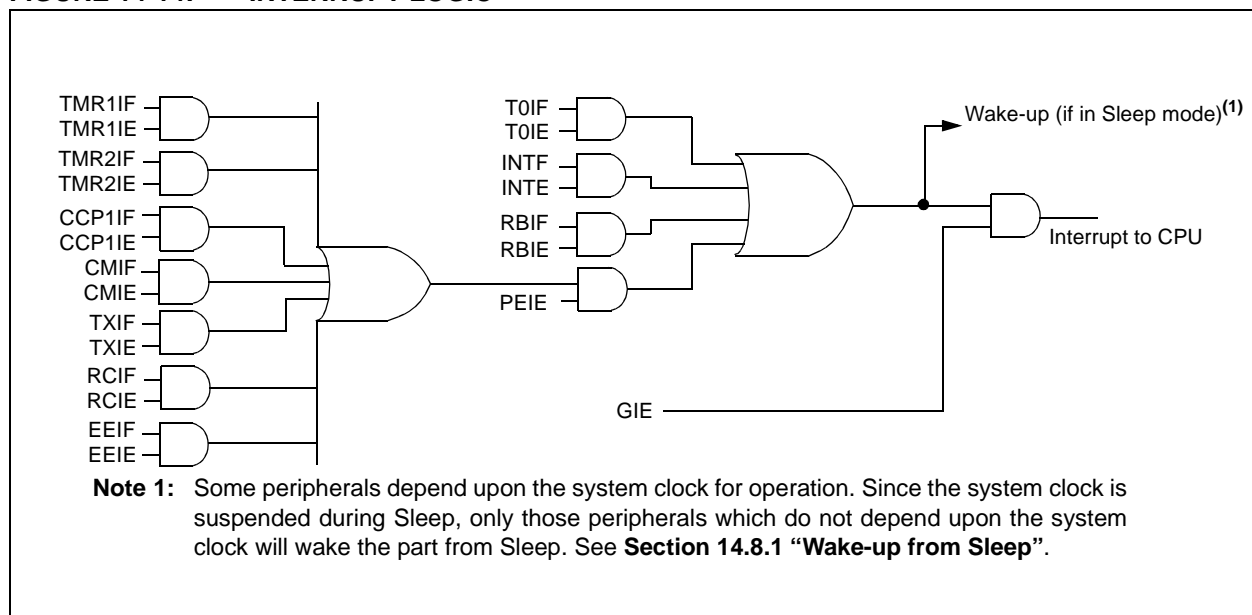 TMR1IF
TMR1IE
TMR2IF
TMR2IE
CCP1IF
CCP1IE
CMIF
CMIE
TXIF
TXIE
RCIF
RCIE
EEIF
EEIE
T0IF
T0IE
INTF
INTE
RBIF
RBIE
PEIE
GIE
Wake-up (if in Sleep mode)(1)
Interrupt to CPU
Note 1: Some peripherals depend upon the system clock for operation. Since the system clock is
suspended during Sleep, only those peripherals which do not depend upon the system
clock will wake the part from Sleep. See Section 14.8.1 “Wake-up from Sleep”.